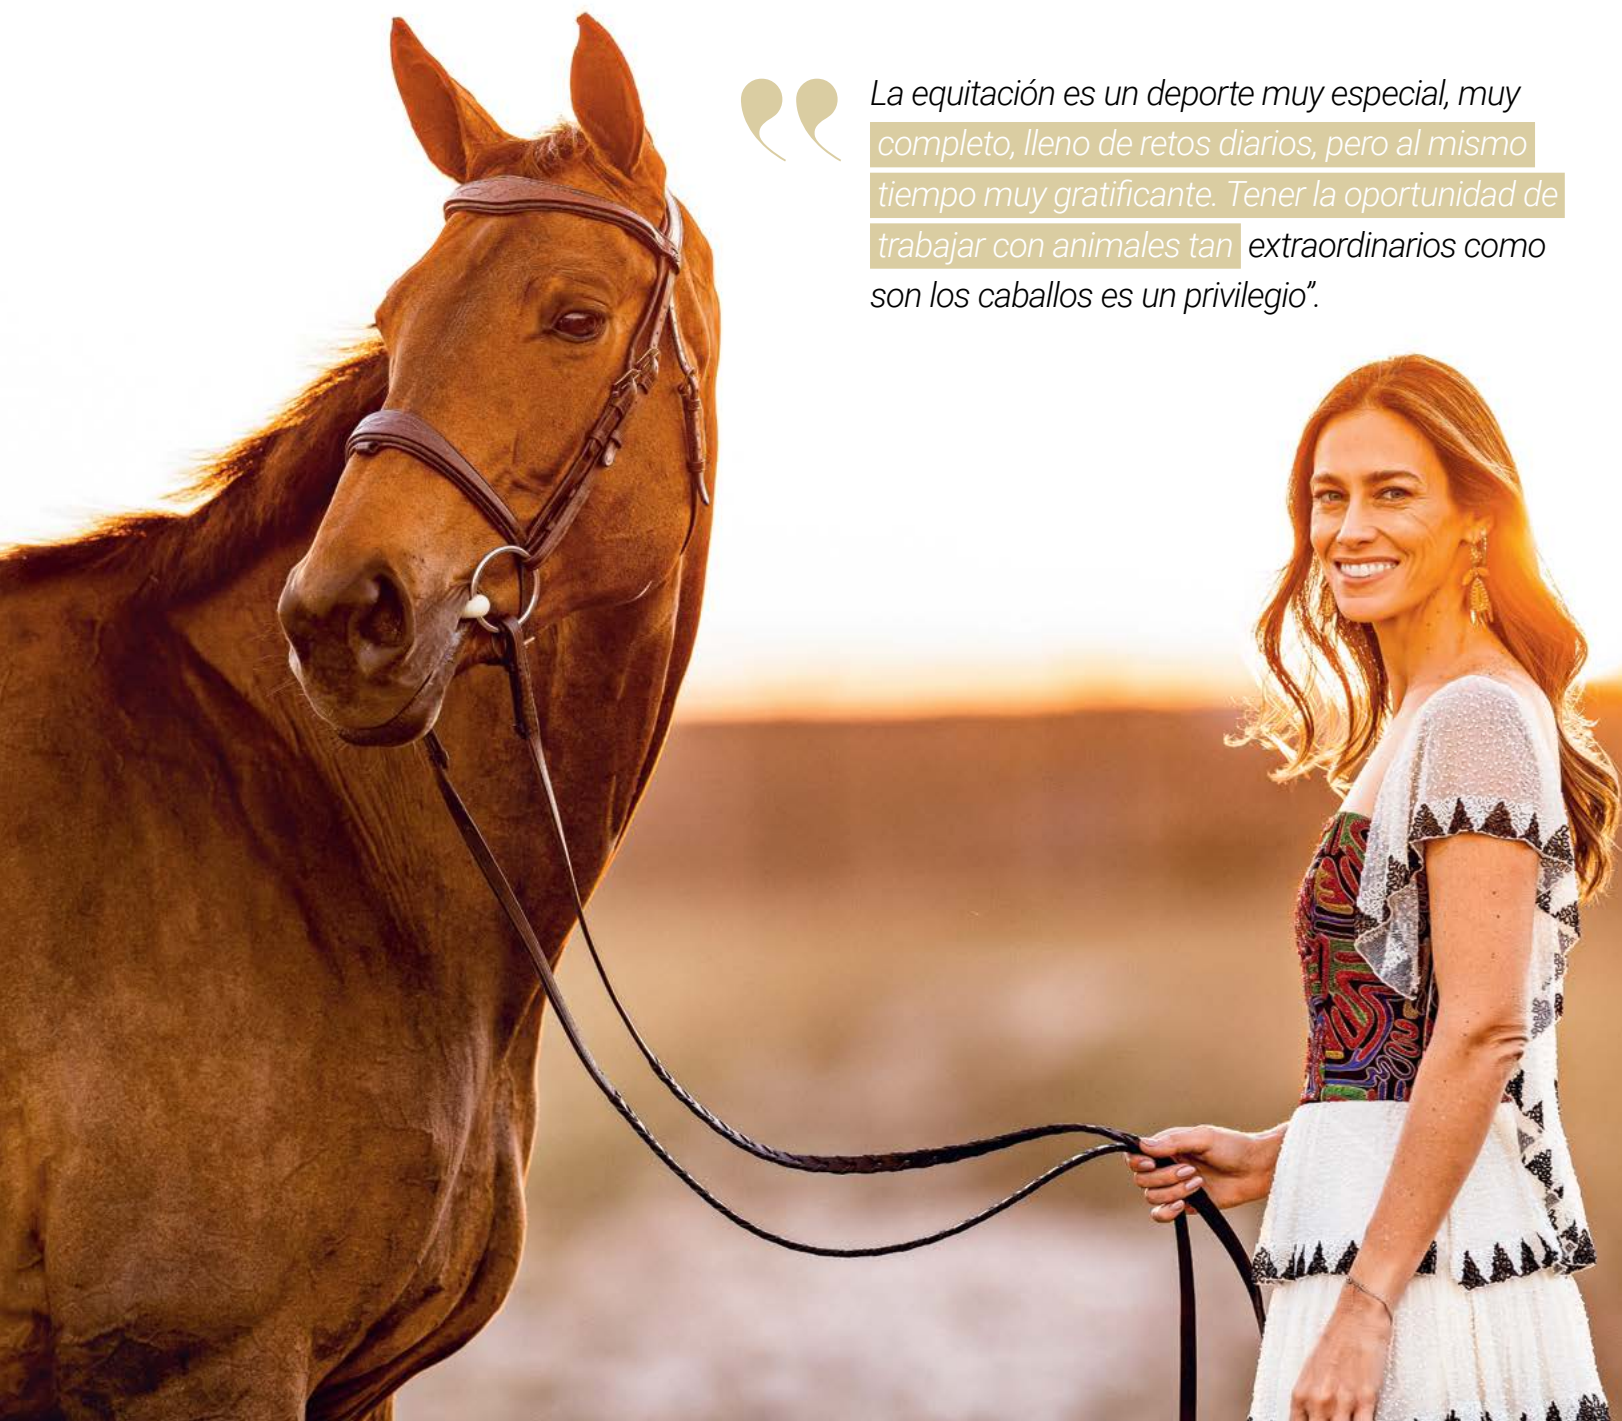 La equitación es un deporte muy especial, muy
completo, lleno de retos diarios, pero al mismo
tiempo muy gratificante. Tener la oportunidad de
trabajar con animales tan extraordinarios como
son los caballos es un privilegio”.